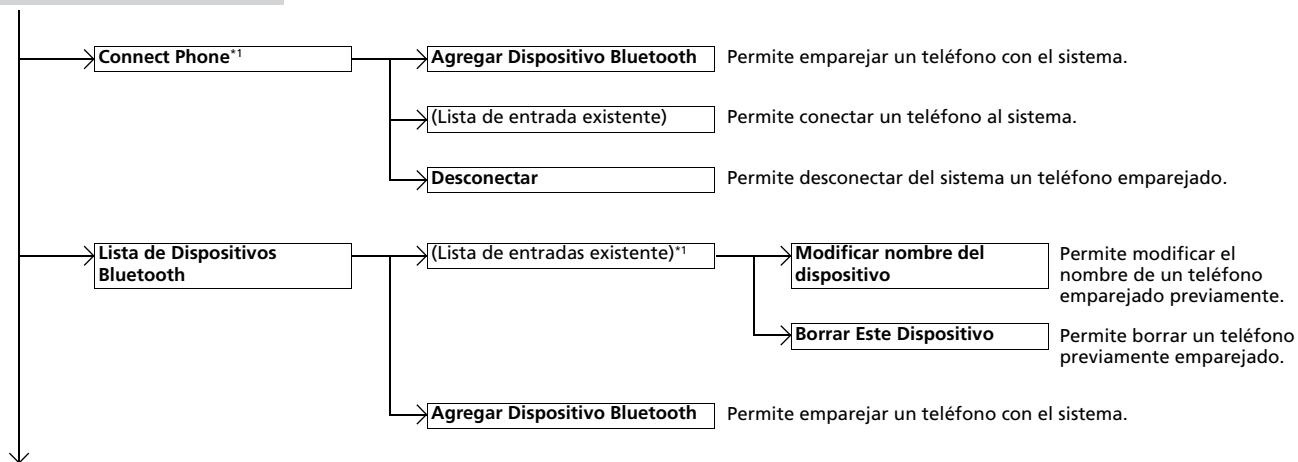 Connect Phone*1
Agregar Dispositivo Bluetooth
Permite emparejar un teléfono con el sistema.
(Lista de entrada existente)
Permite conectar un teléfono al sistema.
Desconectar
Permite desconectar del sistema un teléfono emparejado.
Lista de Dispositivos
Bluetooth
(Lista de entradas existente)*1
Modificar nombre del
dispositivo
Permite modificar el
nombre de un teléfono
emparejado previamente.
Borrar Este Dispositivo
Permite borrar un teléfono
previamente emparejado.
Agregar Dispositivo Bluetooth
Permite emparejar un teléfono con el sistema.